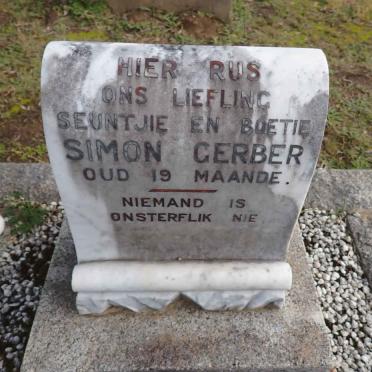 HIER RUS
ONS LIEFLING
SEUNTJIE EN BOETIE
SIMON GERBER
OUD 19 MAANDE.
NIEMAND IS
ONSTERFLIK NIE